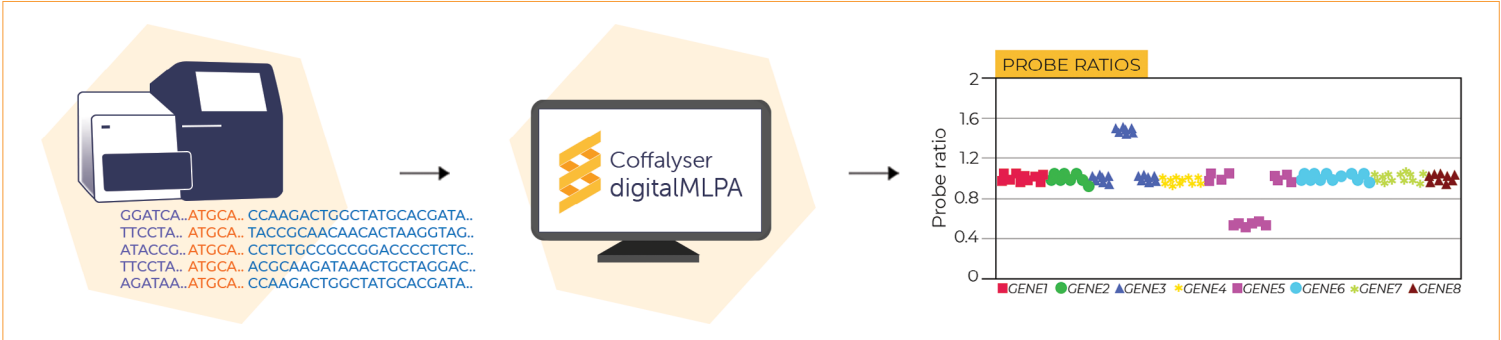 GGATCA..ATGCA.. CCAAGACTGGCTATGCACGATA..
TTCCTA.. ATGCA.. TACCGCAACAACACTAAGGTAG..
ATACCG.. ATGCA.. CCTCTGCCGCCGGACCCCTCTC..
TTCCTA.. ATGCA.. ACGCAAGATAAACTGCTAGGAC..
AGATAA.. ATGCA.. CCAAGACTGGCTATGCACGATA..
Coffalyser
digitalMLPA
PROBE RATIOS
Probe ratio
2
1.6
1.2
0.8
0.4
0
GENE1 GENE2 GENE3 GENE4 GENE5 GENE6 GENE7 GENE8